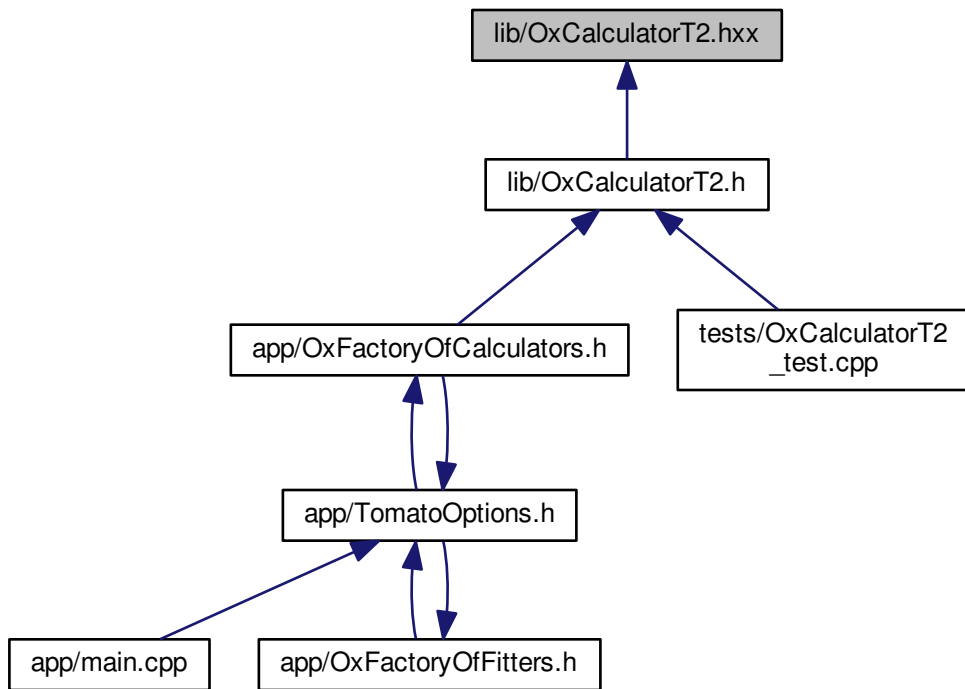 lib/OxCalculatorT2.hxx
lib/OxCalculatorT2.h
app/OxFactoryOfCalculators.h
tests/OxCalculatorT2
_test.cpp
app/TomatoOptions.h
app/main.cpp
app/OxFactoryOfFitters.h